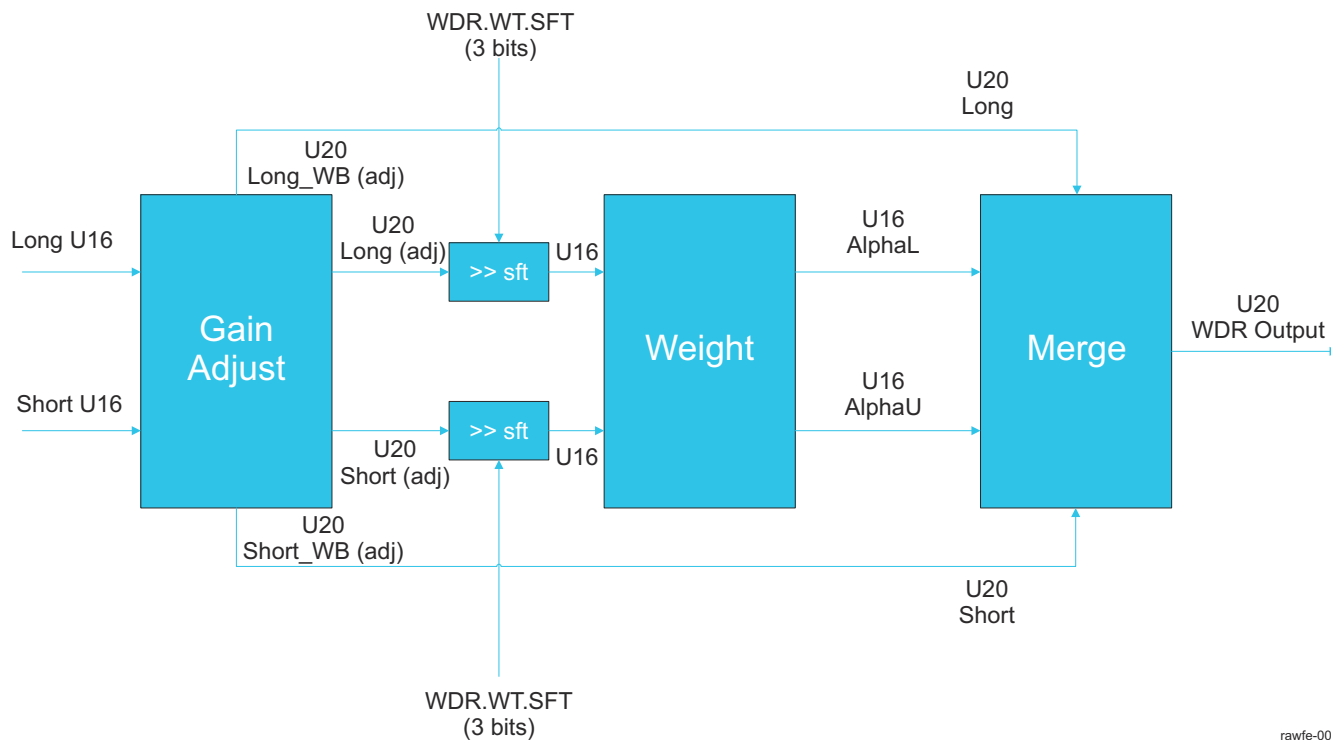 WDR.WT.SFT
(3 bits)
U20
Long
U20
Long_WB (adj)
Long U16
U20
Long (adj)
>> sft
U16
U16
AlphaL
Gain
Adjust
Weight
Merge
U20
WDR Output
Short U16
U20
Short (adj)
>> sft
U16
U16
AlphaU
U20
Short_WB (adj)
U20
Short
WDR.WT.SFT
(3 bits)
rawfe-00